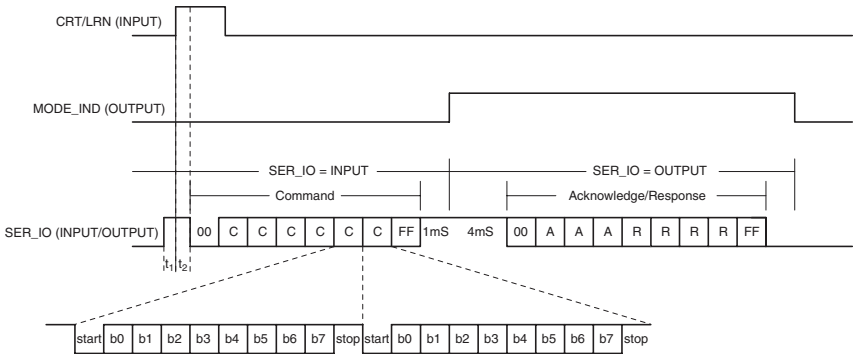 CRT/LRN (INPUT)
MODE_IND (OUTPUT)
SER_IO = INPUT SER_IO = OUTPUT
Command Acknowledge/Response
SER_IO (INPUT/OUTPUT) 00 C C C C C C FF 1mS 4mS 00 A A A R R R R FF
t1 t2
start b0 b1 b2 b3 b4 b5 b6 b7 stop start b0 b1 b2 b3 b4 b5 b6 b7 stop